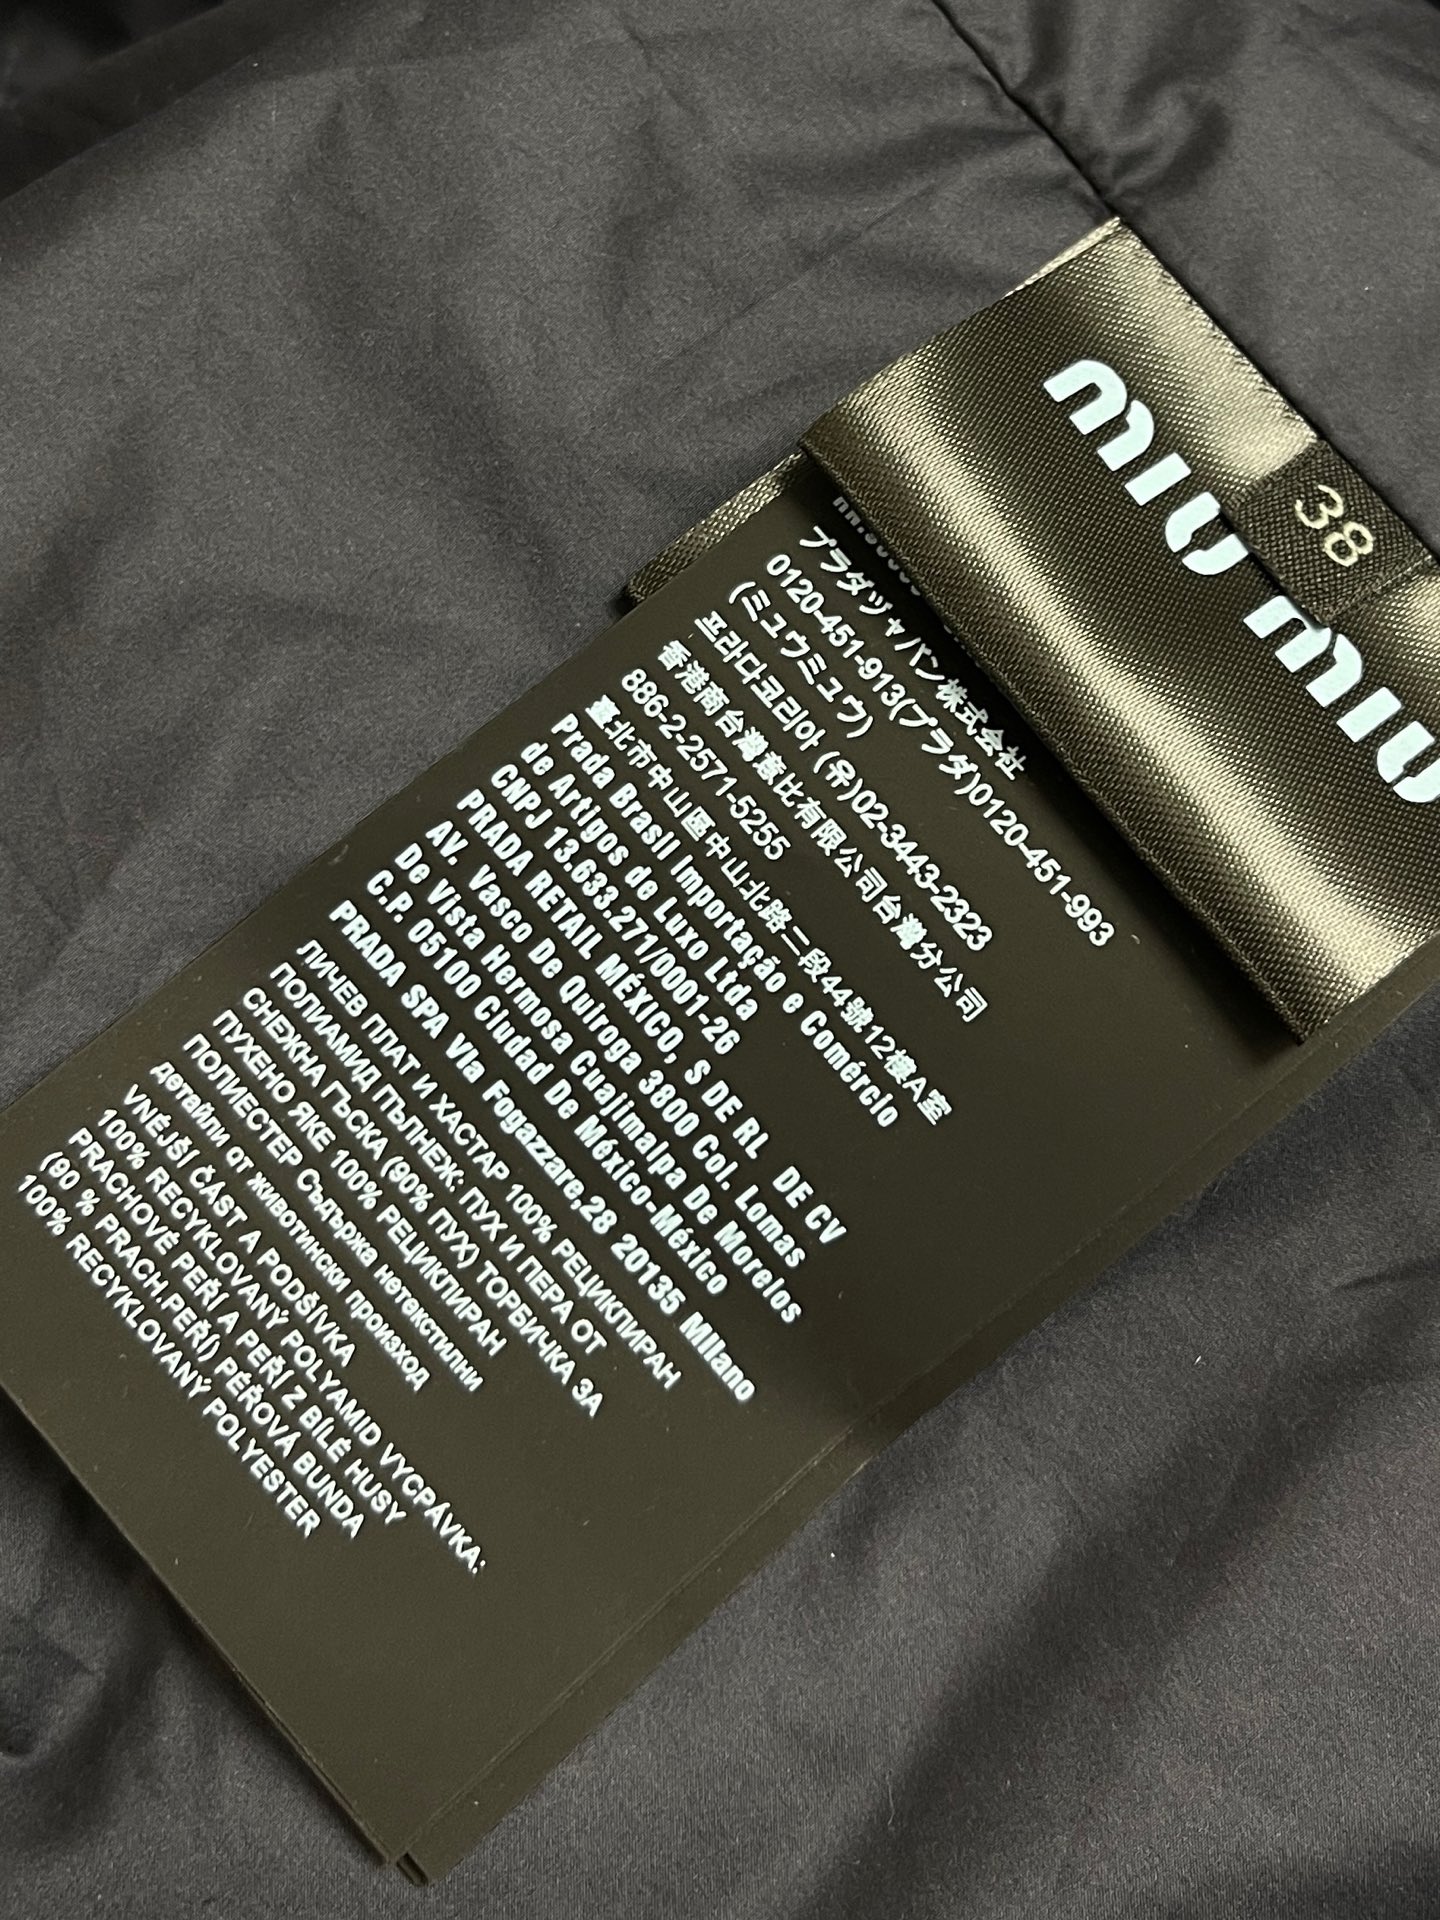 miu miu
38
プラダジャパン株式会社
0120-451-913(プラダ)0120-451-993
(ミュウミュウ)
프라다코리아 (유)02-3443-2323
香港商台灣意比有限公司台灣分公司
886-2-2571-5255
臺北市中山區中山北路二段44號12樓A室
Prada Brasil Importação e Comércio
de Artigos de Luxo Ltda
CNPJ 13.633.271/0001-26
PRADA RETAIL MÉXICO, S DE RL DE CV
AV. Vasco De Quiroga 3800 Col. Lomas
De Vista Hermosa Cuajimalpa De Morelos
C.P. 05100 Ciudad De México-México
PRADA SPA Via Fogazzare,28 20135 Milano
ЛИЧЕВ ПЛАТ И ХАСТАР 100% РЕЦИКЛИРАН
ПОЛИАМИД ПЪЛНЕЖ: ПУХ И ПЕРА ОТ
СНЕЖНА ГЪСКА (90% ПУХ) ТОРБИЧКА ЗА
ПУХЕНО ЯКЕ 100% РЕЦИКЛИРАН
ПОЛИЕСТЕР Съдържа нетекстилни
детайли от животински произход
VNĚJŠÍ ČÁST A PODŠÍVKA
100% RECYKLOVANÝ POLYAMID VYCPÁVKA:
PRACHOVÉ PEŘÍ A PEŘÍ Z BÍLÉ HUSY
(90 % PRACH.PEŘÍ) PÉŘOVÁ BUNDA
100% RECYKLOVANÝ POLYESTER